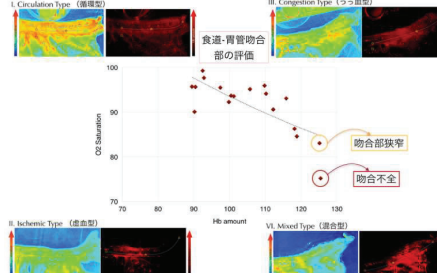 I. Circulation Type（循環型）
III. Congestion Type（うっ血型）
食道-胃管吻合
部の評価
O2 Saturation
100
90
80
70
吻合部狭窄
吻合不全
70
80
90
100
110
120
130
Hb amount
II. Ischemic Type （虚血型）
VI. Mixed Type（混合型）